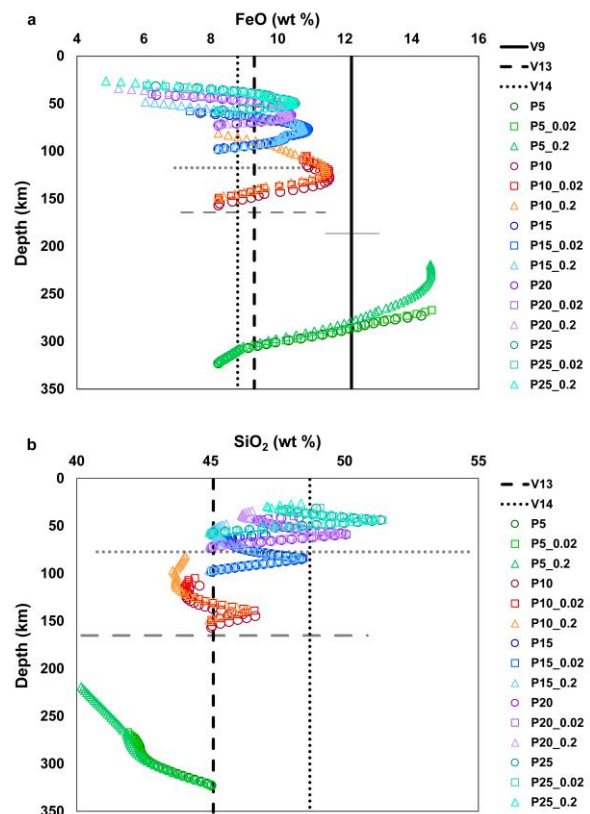 a
FeO (wt %)
4 6 8 10 12 14 16
0
50
100
150
200
250
300
350
Depth (km)
V9
V13
V14
P5
P5_0.02
P5_0.2
P10
P10_0.02
P10_0.2
P15
P15_0.02
P15_0.2
P20
P20_0.02
P20_0.2
P25
P25_0.02
P25_0.2
b
SiO₂ (wt %)
40 45 50 55
0
50
100
150
200
250
300
350
Depth (km)
V13
V14
P5
P5_0.02
P5_0.2
P10
P10_0.02
P10_0.2
P15
P15_0.02
P15_0.2
P20
P20_0.02
P20_0.2
P25
P25_0.02
P25_0.2